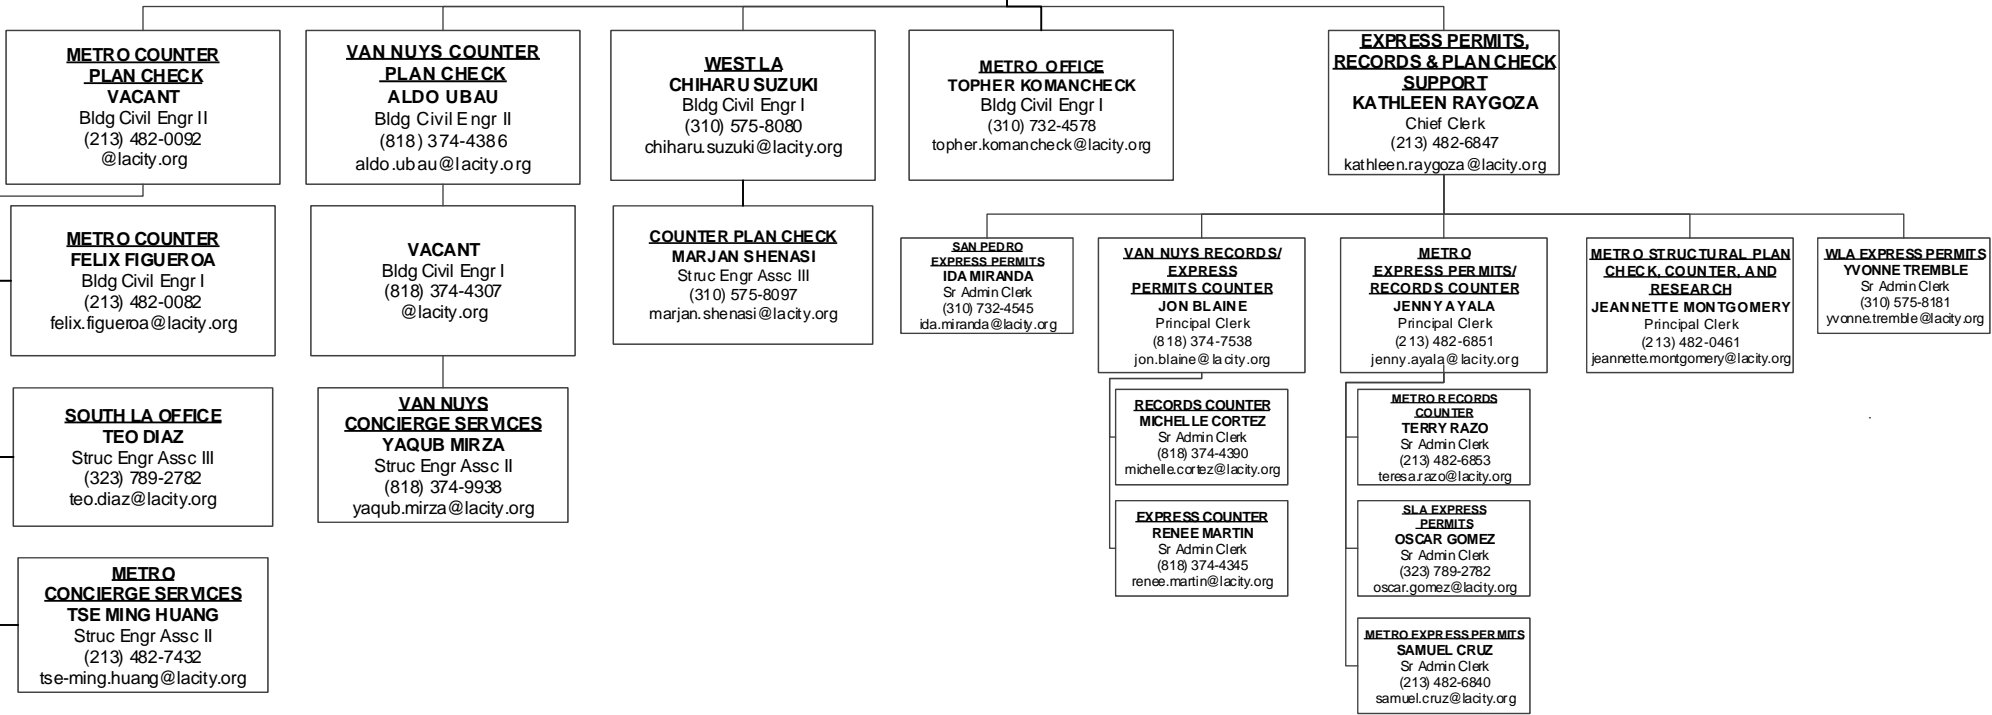 METRO COUNTER
PLAN CHECK
VACANT
Bldg Civil Engr II
(213) 482-0092
@lacity.org
VAN NUYS COUNTER
PLAN CHECK
ALDO UBAU
Bldg Civil Engr II
(818) 374-4386
aldo.ubau@lacity.org
WEST LA
CHIHARU SUZUKI
Bldg Civil Engr I
(310) 575-8080
chiharu.suzuki@lacity.org
METRO OFFICE
TOPHER KOMANCHECK
Bldg Civil Engr I
(310) 732-4578
topher.komancheck@lacity.org
EXPRESS PERMITS,
RECORDS & PLAN CHECK
SUPPORT
KATHLEEN RAYGOZA
Chief Clerk
(213) 482-6847
kathleen.raygoza@lacity.org
METRO COUNTER
FELIX FIGUEROA
Bldg Civil Engr I
(213) 482-0082
felix.figueroa@lacity.org
VACANT
Bldg Civil Engr I
(818) 374-4307
@lacity.org
COUNTER PLAN CHECK
MARJAN SHENASI
Struc Engr Assc III
(310) 575-8097
marjan.shenasi@lacity.org
SAN PEDRO
EXPRESS PERMITS
IDA MIRANDA
Sr Admin Clerk
(310) 732-4545
ida.miranda@lacity.org
VAN NUYS RECORDS/
EXPRESS
PERMITS COUNTER
JON BLAINE
Principal Clerk
(818) 374-7538
jon.blaine@lacity.org
METRO
EXPRESS PERMITS/
RECORDS COUNTER
JENNY AYALA
Principal Clerk
(213) 482-6851
jenny.ayala@lacity.org
METRO STRUCTURAL PLAN
CHECK, COUNTER, AND
RESEARCH
JEANNETTE MONTGOMERY
Principal Clerk
(213) 482-0461
jeannette.montgomery@lacity.org
WLA EXPRESS PERMITS
YVONNE TREMBLE
Sr Admin Clerk
(310) 575-8181
yvonne.tremble@lacity.org
SOUTH LA OFFICE
TEO DIAZ
Struc Engr Assc III
(323) 789-2782
teo.diaz@lacity.org
VAN NUYS
CONCIERGE SERVICES
YAQUB MIRZA
Struc Engr Assc II
(818) 374-9938
yaqub.mirza@lacity.org
RECORDS COUNTER
MICHELLE CORTEZ
Sr Admin Clerk
(818) 374-4390
michelle.cortez@lacity.org
METRO RECORDS
COUNTER
TERRY RAZO
Sr Admin Clerk
(213) 482-6853
teresa.razo@lacity.org
EXPRESS COUNTER
RENEE MARTIN
Sr Admin Clerk
(818) 374-4345
renee.martin@lacity.org
SLA EXPRESS
PERMITS
OSCAR GOMEZ
Sr Admin Clerk
(323) 789-2782
oscar.gomez@lacity.org
METRO
CONCIERGE SERVICES
TSE MING HUANG
Struc Engr Assc II
(213) 482-7432
tse-ming.huang@lacity.org
METRO EXPRESS PERMITS
SAMUEL CRUZ
Sr Admin Clerk
(213) 482-6840
samuel.cruz@lacity.org